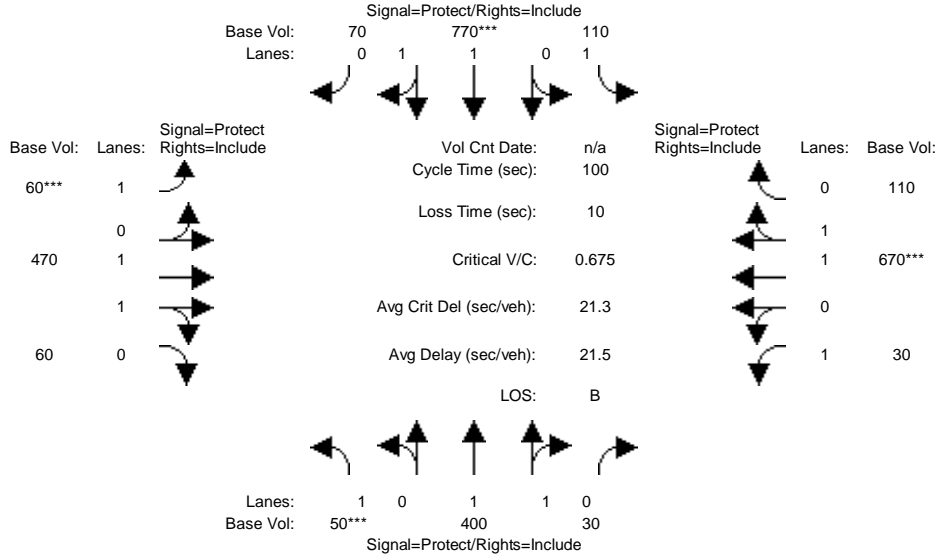 Signal=Protect/Rights=Include
Base Vol: 70 770*** 110
Lanes: 0 1 1 0 1
Signal=Protect
Base Vol: Lanes: Rights=Include
Vol Cnt Date: n/a
Signal=Protect
Rights=Include Lanes: Base Vol:
Cycle Time (sec): 100
60*** 1
0 110
Loss Time (sec): 10
0
1
470 1
Critical V/C: 0.675
1 670***
1
Avg Crit Del (sec/veh): 21.3
0
60 0
Avg Delay (sec/veh): 21.5
1 30
LOS: B
Lanes: 1 0 1 1 0
Base Vol: 50*** 400 30
Signal=Protect/Rights=Include